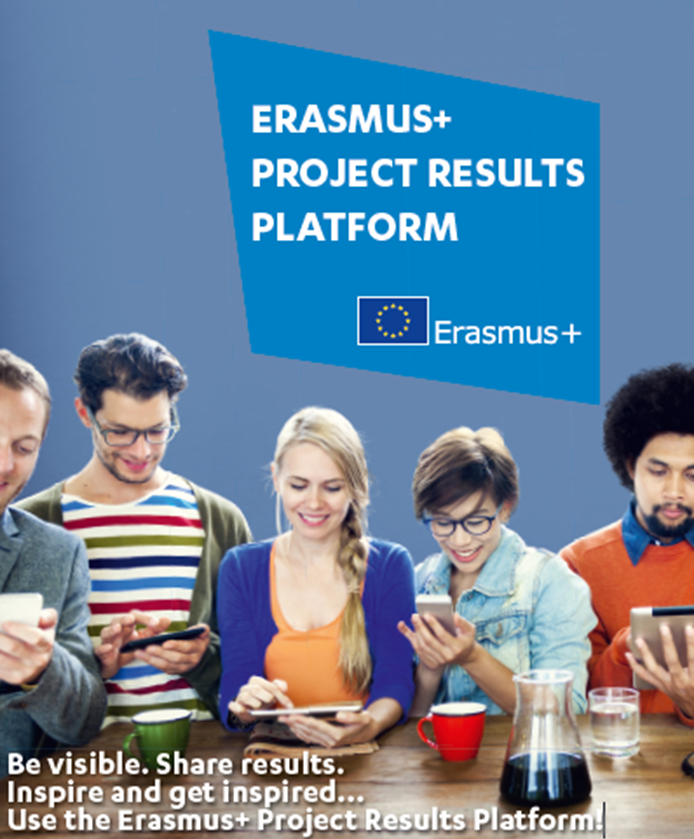 ERASMUS+
PROJECT RESULTS
PLATFORM
Erasmus+
Be visible. Share results.
Inspire and get inspired...
Use the Erasmus+ Project Results Platform!